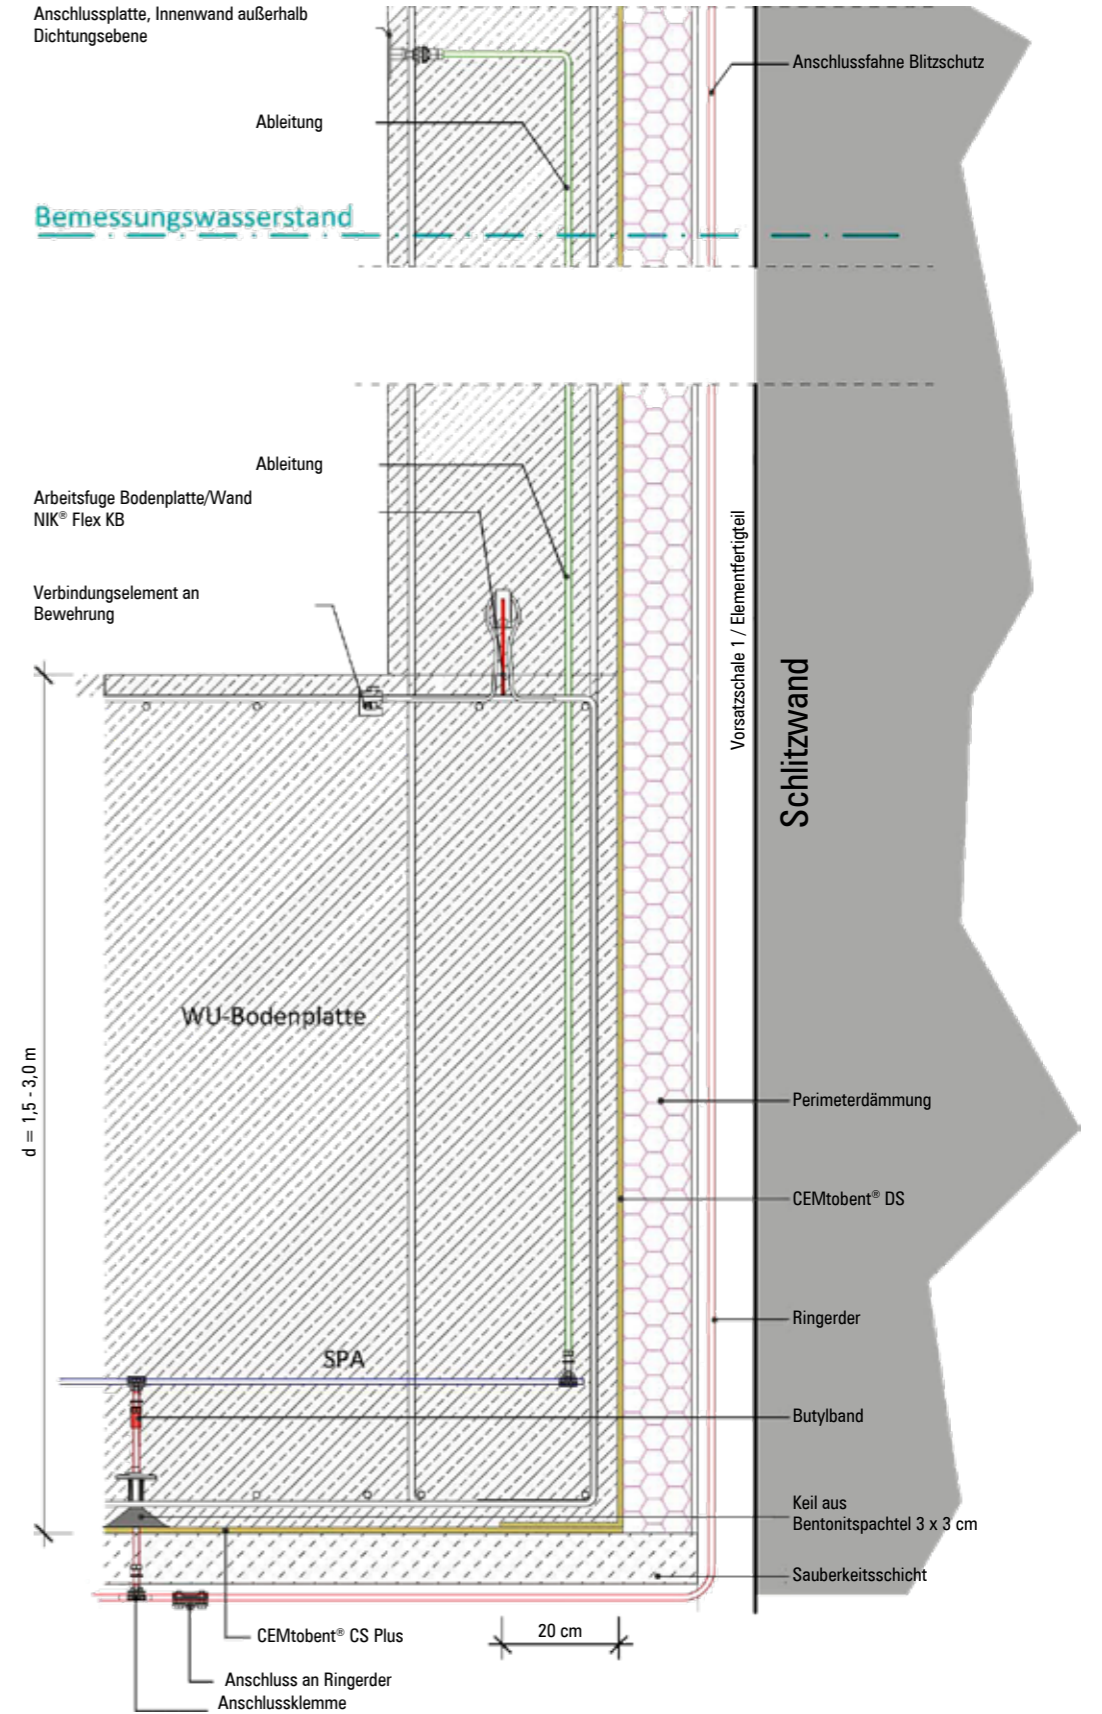 Anschlussplatte, Innenwand außerhalb
Dichtungsebene
Anschlussfahne Blitzschutz
Ableitung
Bemessungswasserstand
Ableitung
Arbeitsfuge Bodenplatte/Wand
NIK® Flex KB
Verbindungselement an
Bewehrung
Vorsatzschale 1 / Elementfertigteil
Schlitzwand
WU-Bodenplatte
d = 1,5 - 3,0 m
Perimeterdämmung
CEMtobent® DS
Ringerder
SPA
Butylband
Keil aus
Bentonitspachtel 3 x 3 cm
Sauberkeitsschicht
20 cm
CEMtobent® CS Plus
Anschluss an Ringerder
Anschlussklemme